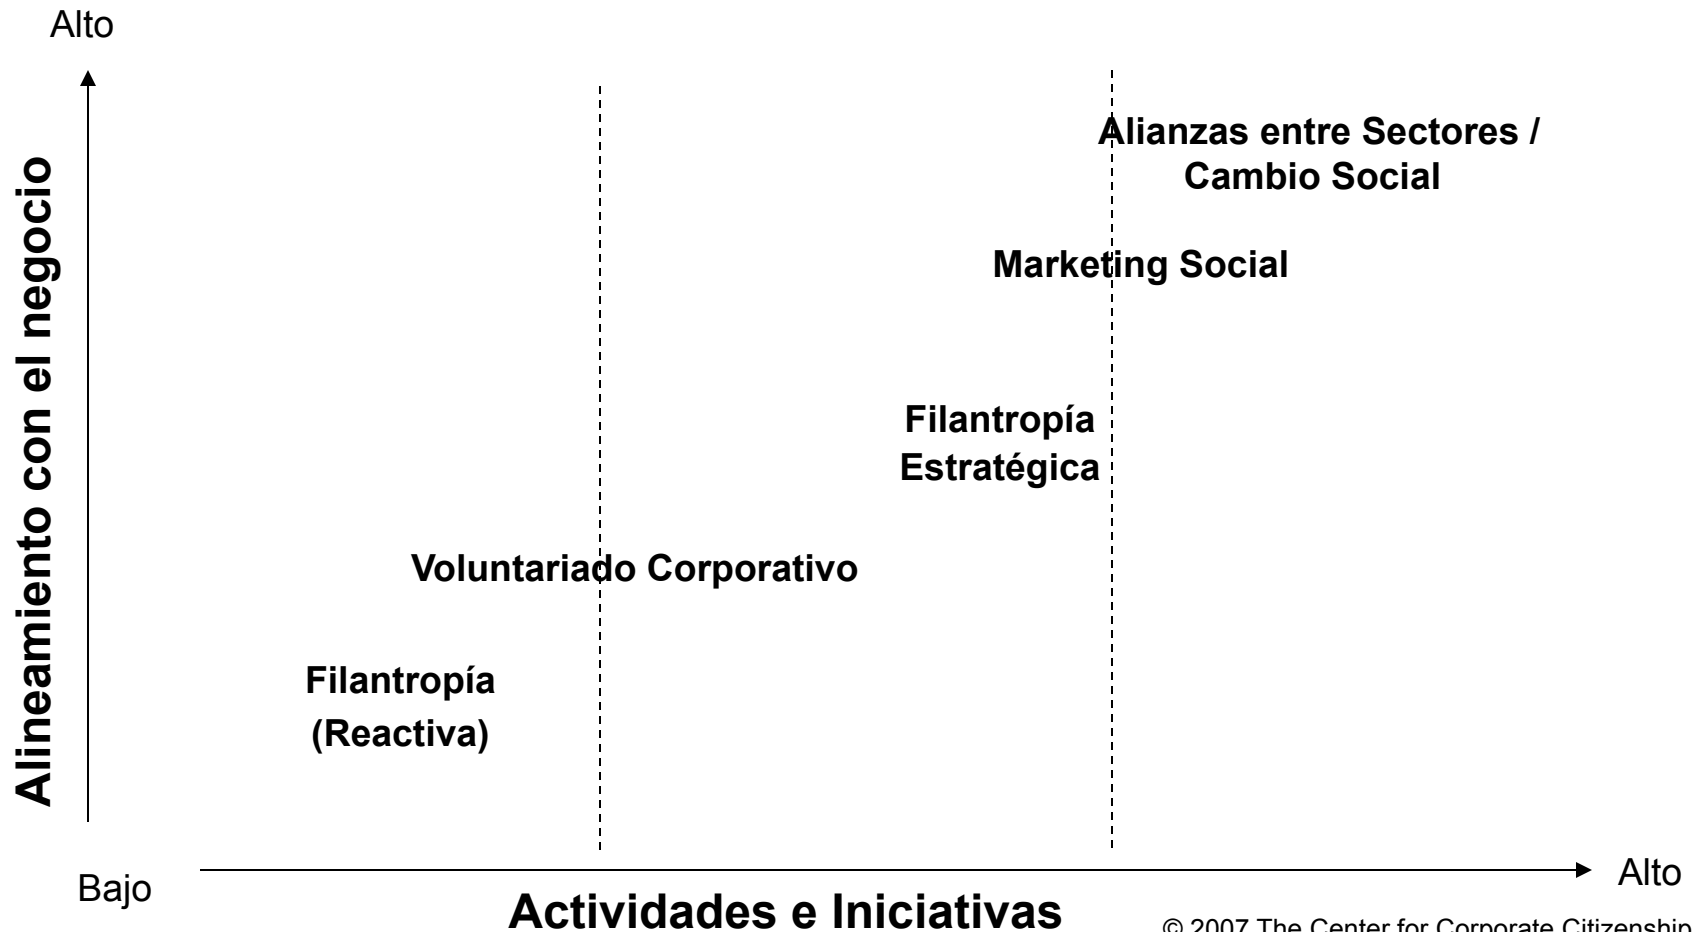 Alto
Alineamiento con el negocio
Alianzas entre Sectores /
Cambio Social
Marketing Social
Filantropía
Estratégica
Voluntariado Corporativo
Filantropía
(Reactiva)
Bajo
Alto
Actividades e Iniciativas
© 2007 The Center for Corporate Citizenship